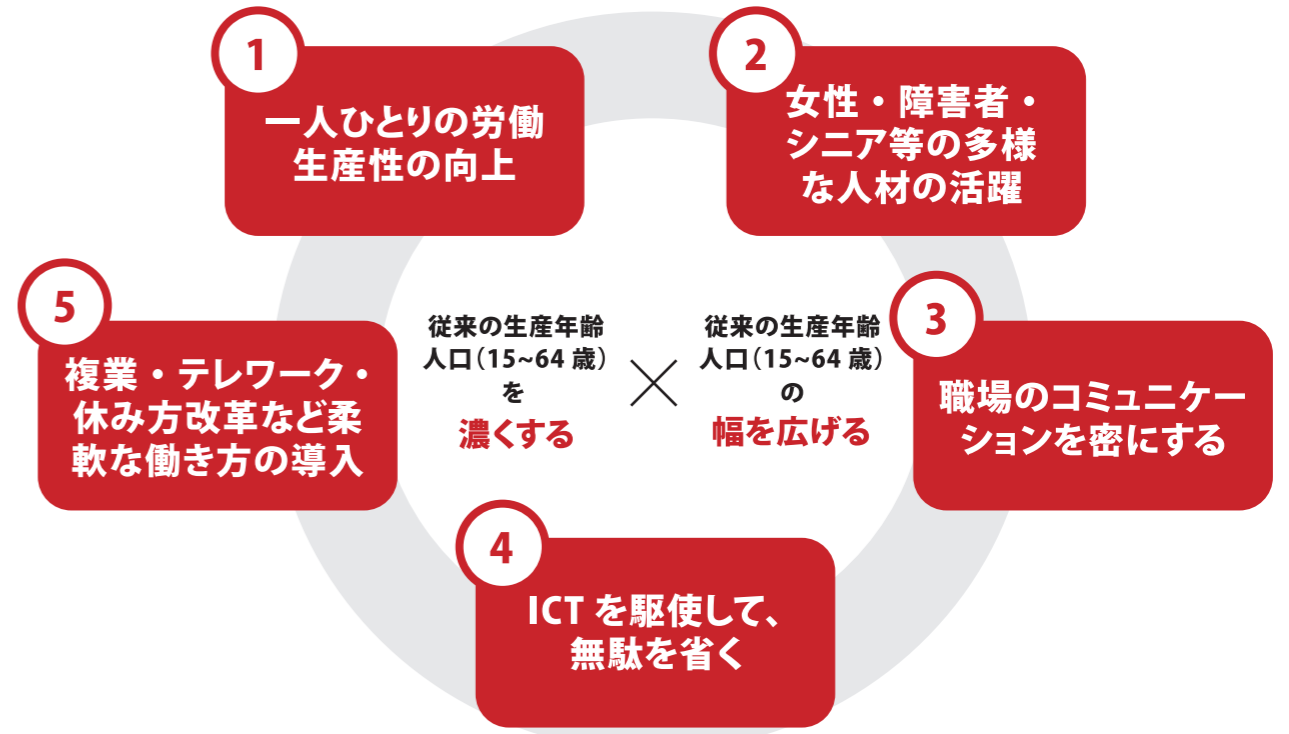 1
一人ひとりの労働
生産性の向上
2
女性・障害者・
シニア等の多様
な人材の活躍
3
職場のコミュニケー
ションを密にする
4
ICT を駆使して、
無駄を省く
5
複業・テレワーク・
休み方改革など柔
軟な働き方の導入
従来の生産年齢
人口（15~64 歳）
を
濃くする
×
従来の生産年齢
人口（15~64 歳）
の
幅を広げる